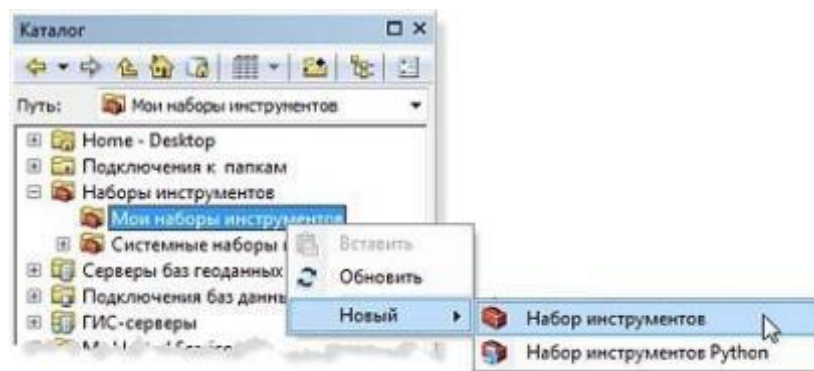 Каталог
Путь: Мои наборы инструментов
Home - Desktop
Подключения к папкам
Наборы инструментов
Мои наборы инструментов
Системные наборы
Вставить
Серверы баз геоданных
Обновить
Подключения баз
Новый
Набор инструментов
ГИС-серверы
Набор инструментов Python